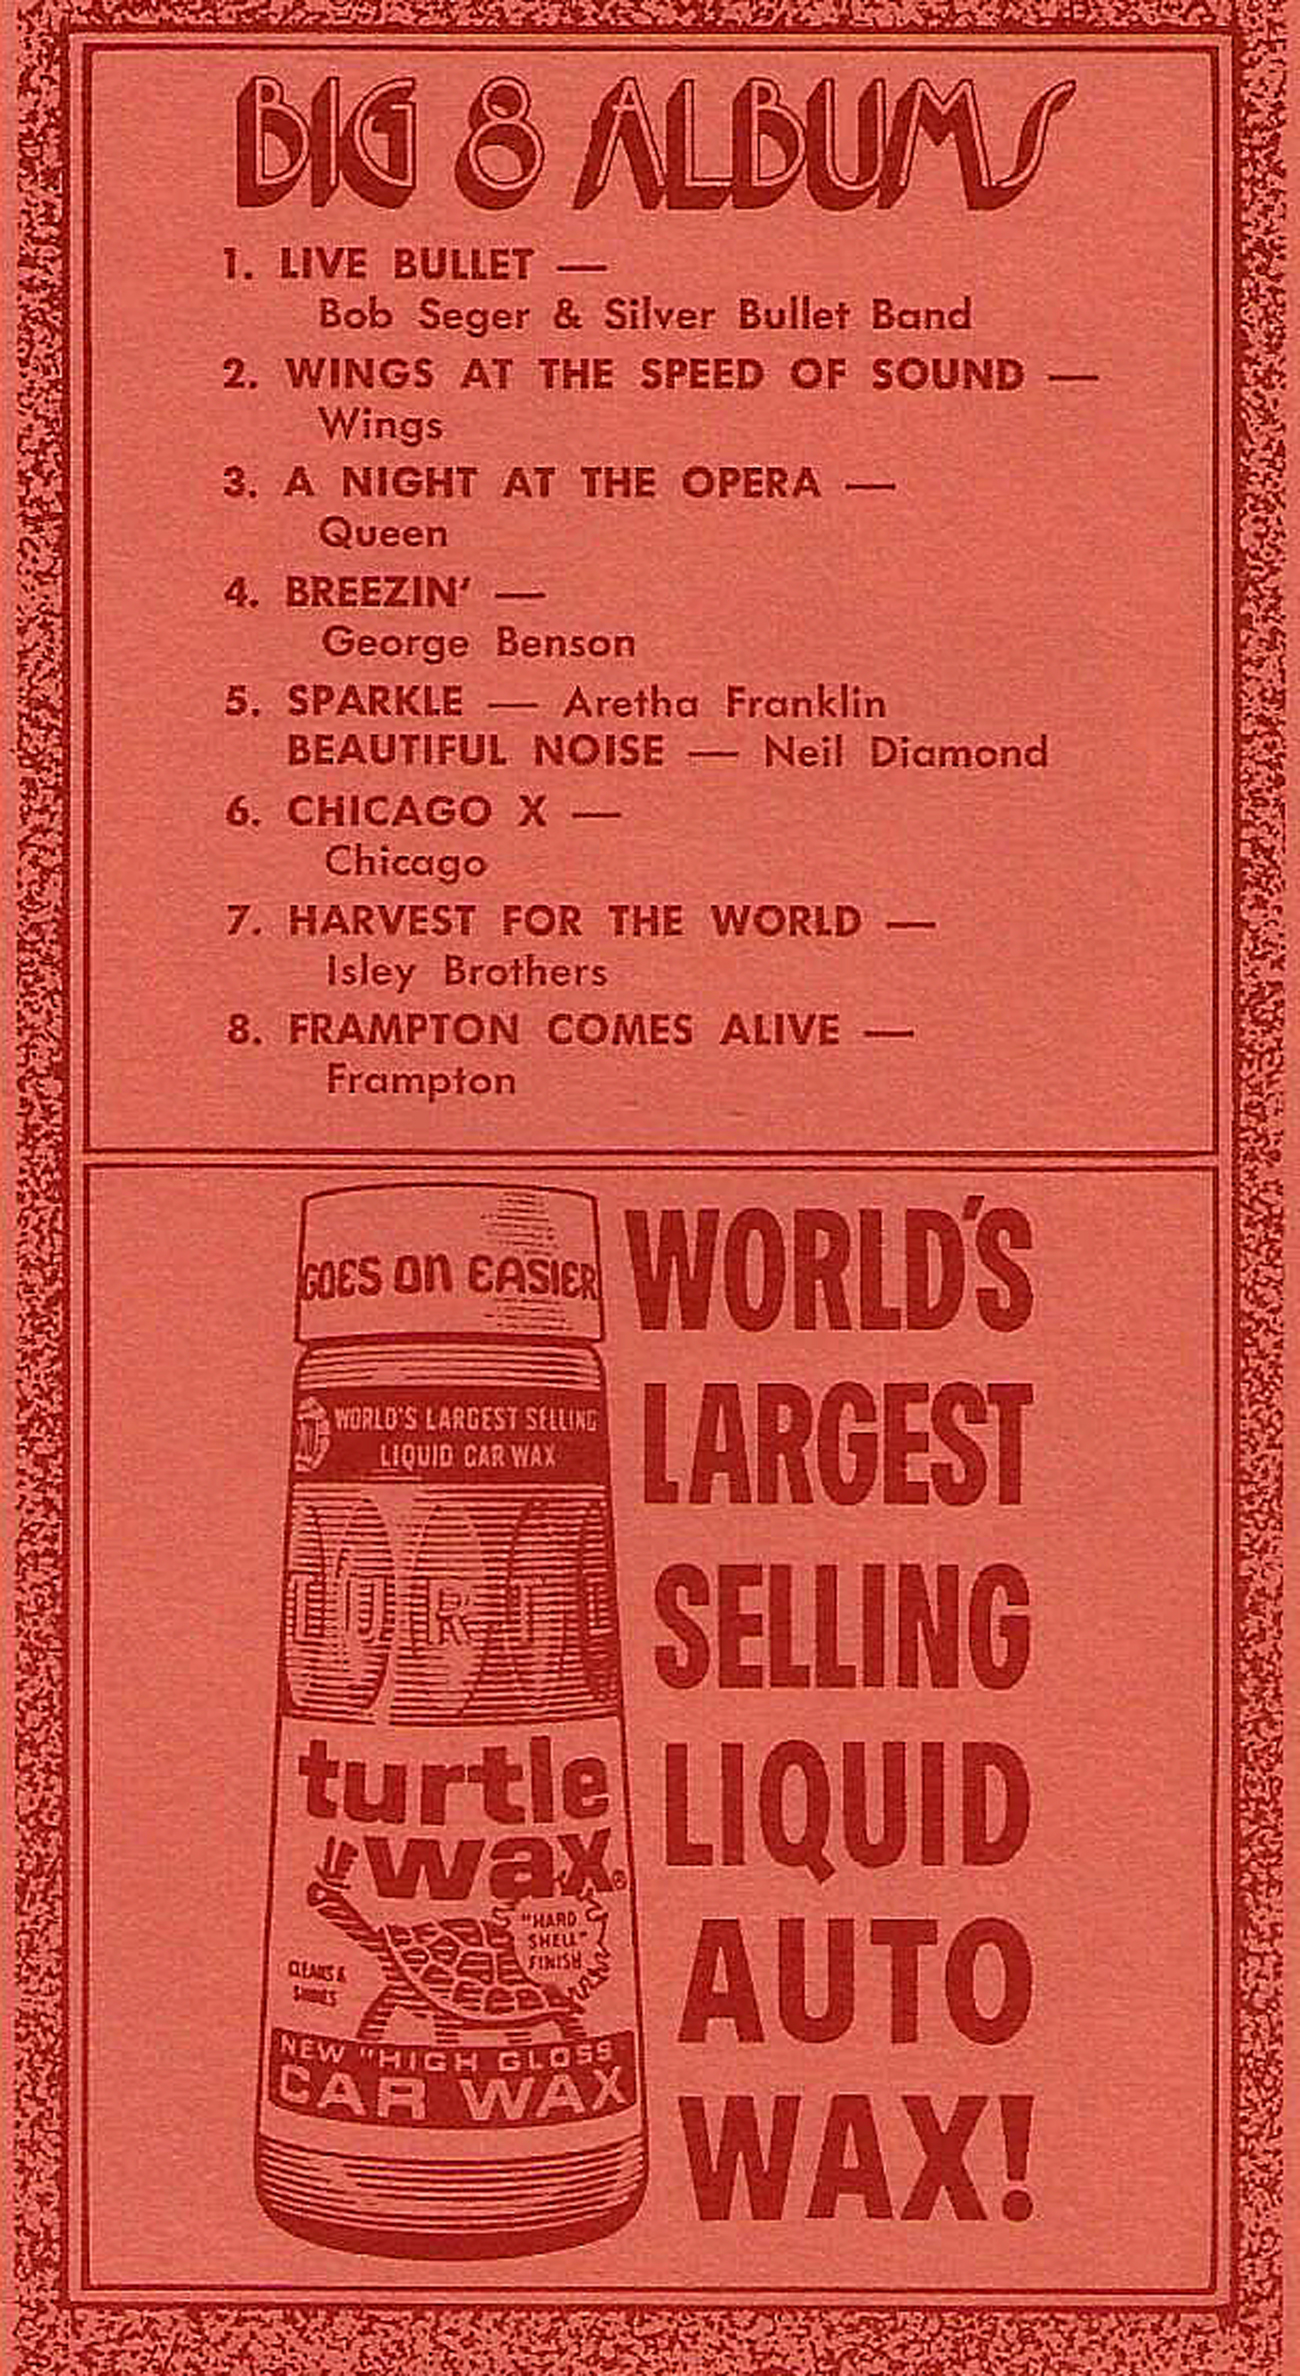 BIG 8 ALBUMS
1. LIVE BULLET —
Bob Seger & Silver Bullet Band
2. WINGS AT THE SPEED OF SOUND —
Wings
3. A NIGHT AT THE OPERA —
Queen
4. BREEZIN' —
George Benson
5. SPARKLE — Aretha Franklin
BEAUTIFUL NOISE — Neil Diamond
6. CHICAGO X —
Chicago
7. HARVEST FOR THE WORLD —
Isley Brothers
8. FRAMPTON COMES ALIVE —
Frampton
GOES ON EASIER
WORLD'S LARGEST SELLING
LIQUID CAR WAX
turtle
wax®
"HARD
SHELL"
FINISH
CLEANS &
SHINES
NEW "HIGH GLOSS
CAR WAX
WORLD'S
LARGEST
SELLING
LIQUID
AUTO
WAX!